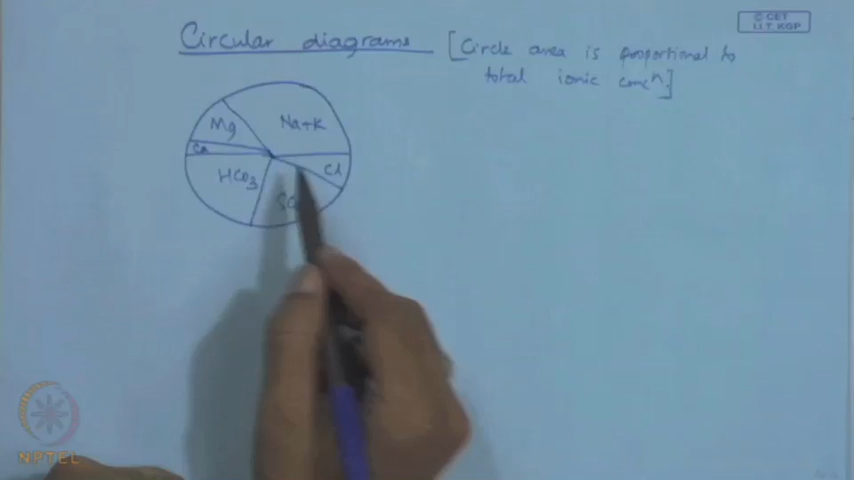 © CET
I.I.T. KGP
Circular diagrams [Circle area is proportional to
total ionic concn.]
Mg
Na+K
Ca
HCO3
Cl
NPTEL